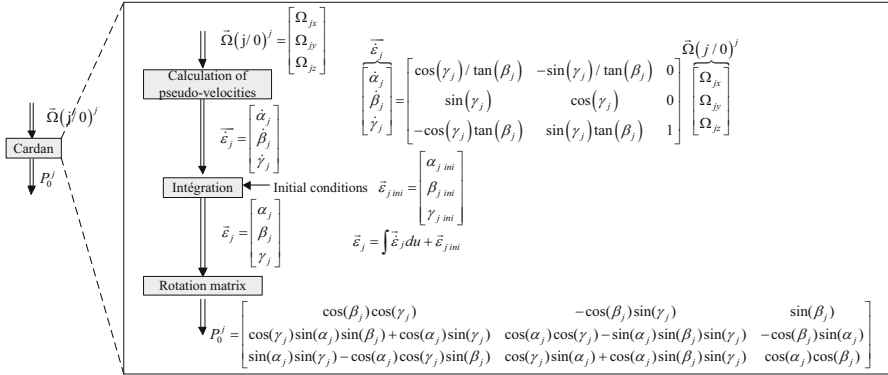 Ω⃗(j/0)^j
Cardan
P_0^j
Ω⃗(j/0)^j = [Ω_jx; Ω_jy; Ω_jz]
Calculation of
pseudo-velocities
ε̇⃗_j = [α̇_j; β̇_j; γ̇_j]
ε̇⃗_j [α̇_j; β̇_j; γ̇_j] = [cos(γ_j)/tan(β_j) −sin(γ_j)/tan(β_j) 0; sin(γ_j) cos(γ_j) 0; −cos(γ_j)tan(β_j) sin(γ_j)tan(β_j) 1] Ω⃗(j/0)^j [Ω_jx; Ω_jy; Ω_jz]
Intégration
Initial conditions ε⃗_j ini = [α_j ini; β_j ini; γ_j ini]
ε⃗_j = [α_j; β_j; γ_j]
ε⃗_j = ∫ε̇⃗_j du + ε⃗_j ini
Rotation matrix
P_0^j = [cos(β_j)cos(γ_j) −cos(β_j)sin(γ_j) sin(β_j); cos(γ_j)sin(α_j)sin(β_j)+cos(α_j)sin(γ_j) cos(α_j)cos(γ_j)−sin(α_j)sin(β_j)sin(γ_j) −cos(β_j)sin(α_j); sin(α_j)sin(γ_j)−cos(α_j)cos(γ_j)sin(β_j) cos(γ_j)sin(α_j)+cos(α_j)sin(β_j)sin(γ_j) cos(α_j)cos(β_j)]